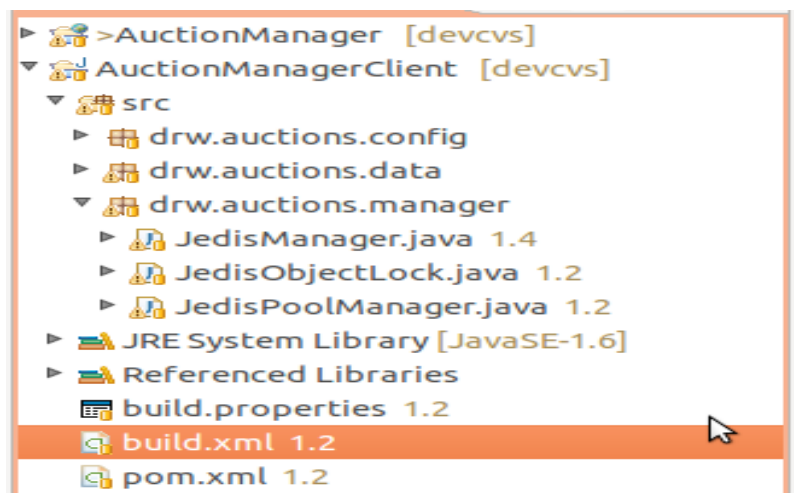 >AuctionManager [devcvs]
AuctionManagerClient [devcvs]
src
drw.auctions.config
drw.auctions.data
drw.auctions.manager
JedisManager.java 1.4
JedisObjectLock.java 1.2
JedisPoolManager.java 1.2
JRE System Library [JavaSE-1.6]
Referenced Libraries
build.properties 1.2
build.xml 1.2
pom.xml 1.2